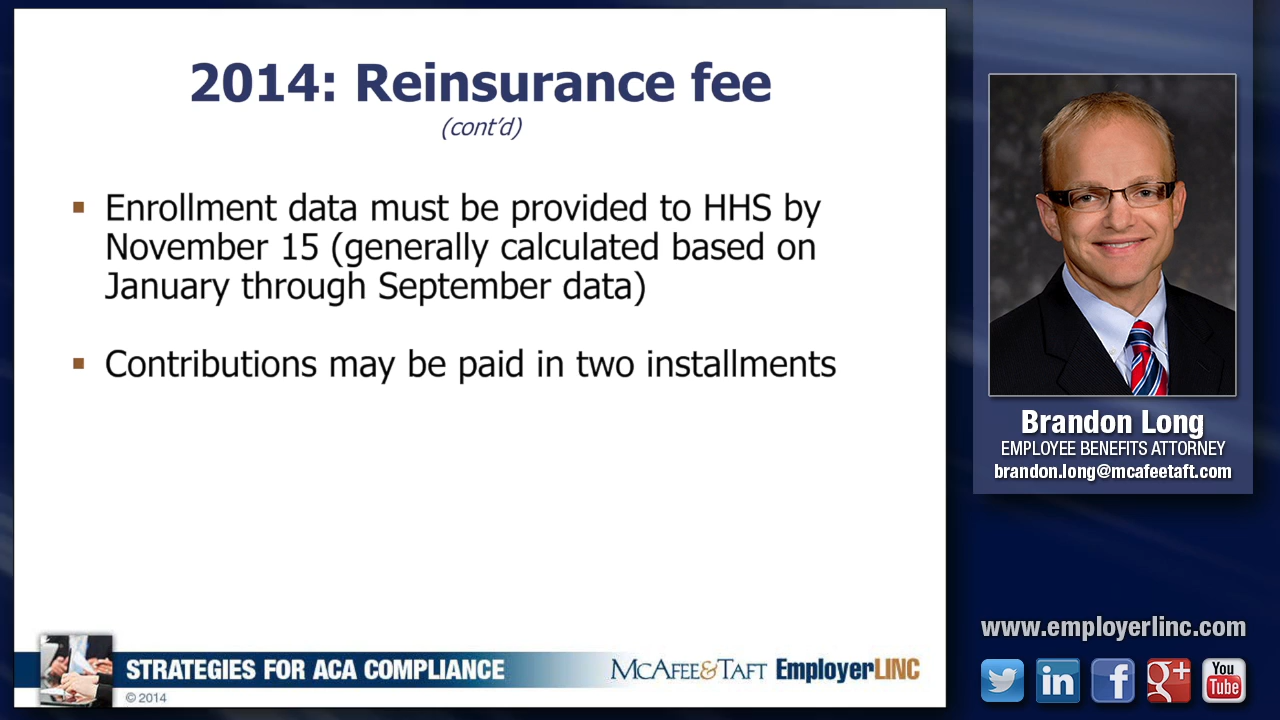 2014: Reinsurance fee
(cont'd)
▪ Enrollment data must be provided to HHS by
November 15 (generally calculated based on
January through September data)
▪ Contributions may be paid in two installments
STRATEGIES FOR ACA COMPLIANCE
MCAFEE&TAFT EmployerLINC
© 2014
Brandon Long
EMPLOYEE BENEFITS ATTORNEY
brandon.long@mcafeetaft.com
www.employerlinc.com
in
f
g+
You
Tube